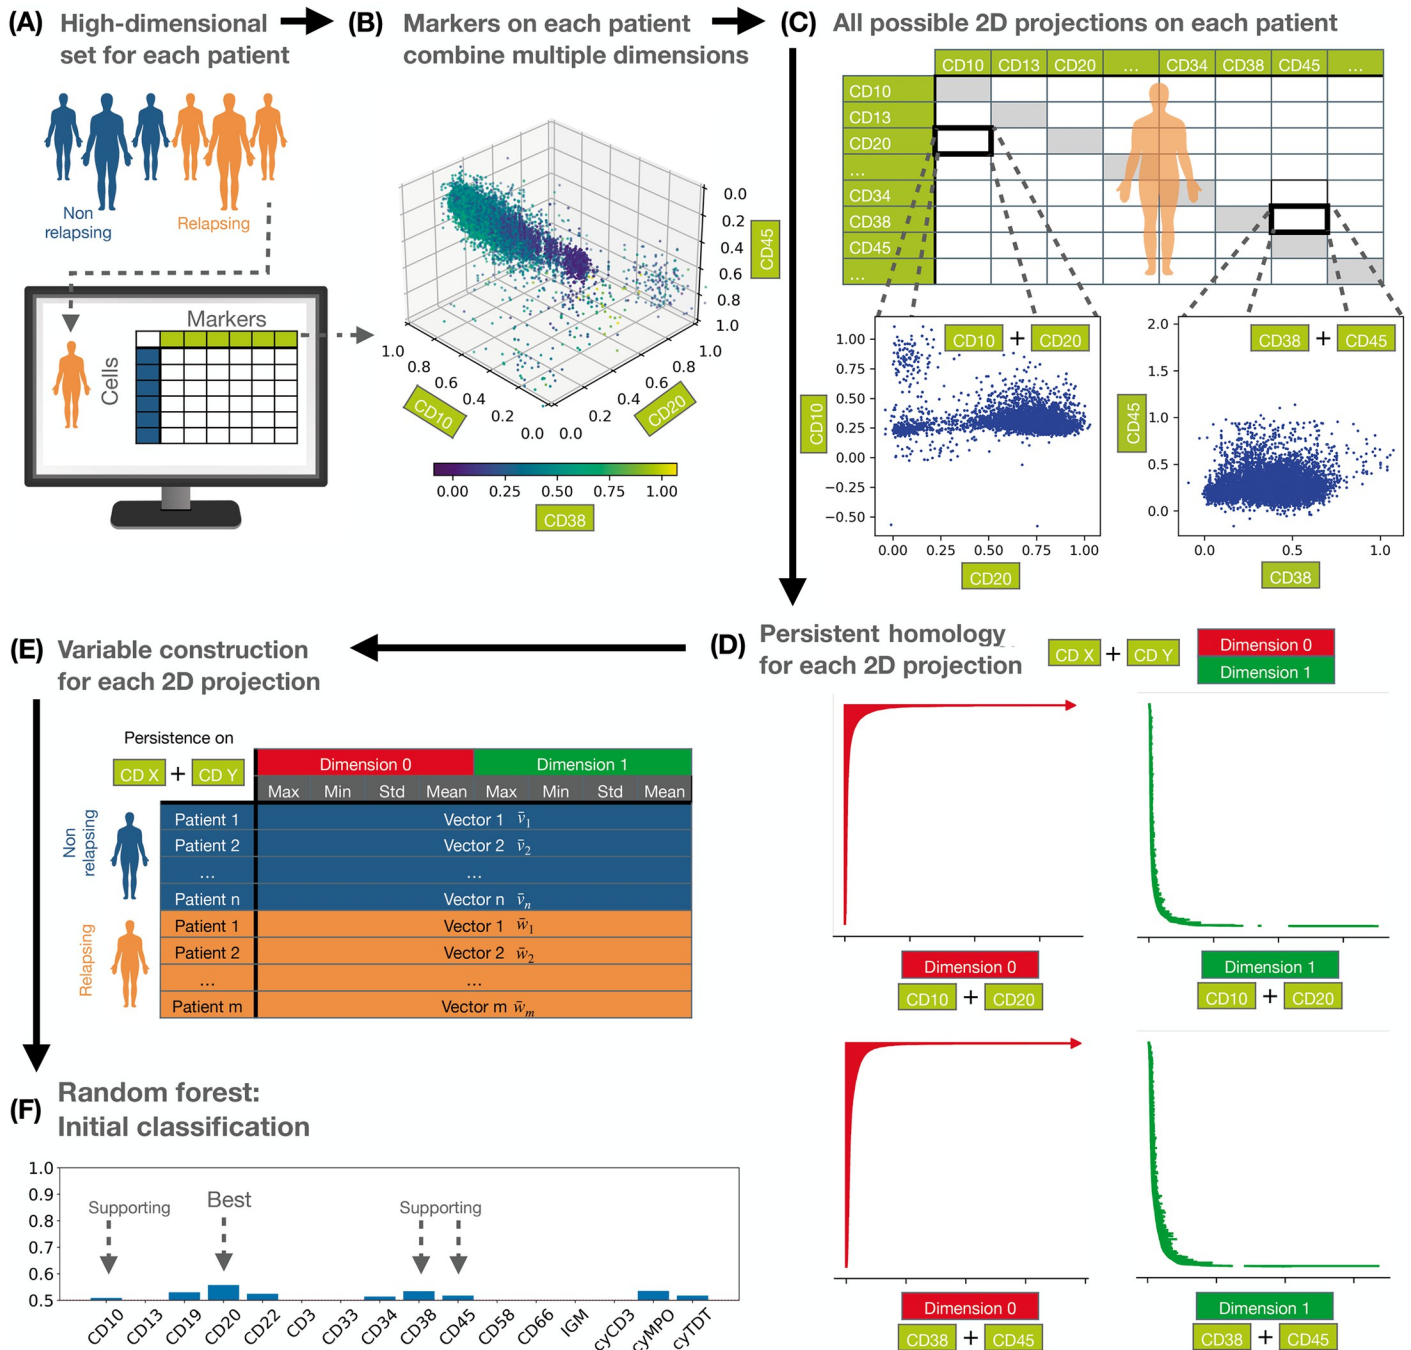 (A) High-dimensional
set for each patient
Non
relapsing
Relapsing
Markers
Cells
(B) Markers on each patient
combine multiple dimensions
0.0
0.2
0.4
0.6
0.8
1.0
CD45
1.0
0.8
0.6
0.4
0.2
0.0
CD10
0.0
0.2
0.4
0.6
0.8
1.0
CD20
0.00 0.25 0.50 0.75 1.00
CD38
(C) All possible 2D projections on each patient
CD10 CD13 CD20 ... CD34 CD38 CD45 ...
CD10
CD13
CD20
...
CD34
CD38
CD45
...
CD10 + CD20
1.00
0.75
0.50
0.25
0.00
−0.25
−0.50
CD10
0.00 0.25 0.50 0.75 1.00
CD20
CD38 + CD45
2.0
1.5
1.0
0.5
0.0
CD45
0.0 0.5 1.0
CD38
(D) Persistent homology
for each 2D projection
CD X + CD Y
Dimension 0
Dimension 1
Dimension 0
CD10 + CD20
Dimension 1
CD10 + CD20
Dimension 0
CD38 + CD45
Dimension 1
CD38 + CD45
(E) Variable construction
for each 2D projection
Persistence on
CD X + CD Y
Dimension 0 Dimension 1
Max Min Std Mean Max Min Std Mean
Non
relapsing
Patient 1 Vector 1 v̄₁
Patient 2 Vector 2 v̄₂
... ...
Patient n Vector n v̄ₙ
Relapsing
Patient 1 Vector 1 w̄₁
Patient 2 Vector 2 w̄₂
... ...
Patient m Vector m w̄ₘ
(F) Random forest:
Initial classification
1.0
0.9
0.8
0.7
0.6
0.5
Supporting
Best
Supporting
CD10 CD13 CD19 CD20 CD22 CD3 CD33 CD34 CD38 CD45 CD58 CD66 IGM cyCD3 cyMPO cyTDT